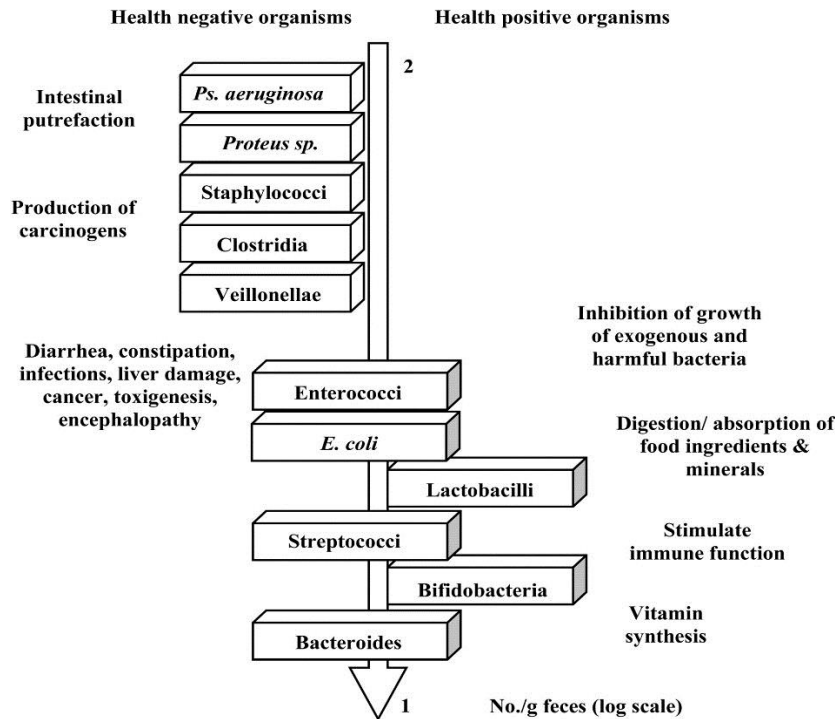 Health negative organisms
Health positive organisms
2
Ps. aeruginosa
Intestinal
putrefaction
Proteus sp.
Staphylococci
Production of
carcinogens
Clostridia
Veillonellae
Inhibition of growth
of exogenous and
harmful bacteria
Diarrhea, constipation,
infections, liver damage,
cancer, toxigenesis,
encephalopathy
Enterococci
E. coli
Digestion/ absorption of
food ingredients &
minerals
Lactobacilli
Streptococci
Stimulate
immune function
Bifidobacteria
Vitamin
synthesis
Bacteroides
1
No./g feces (log scale)